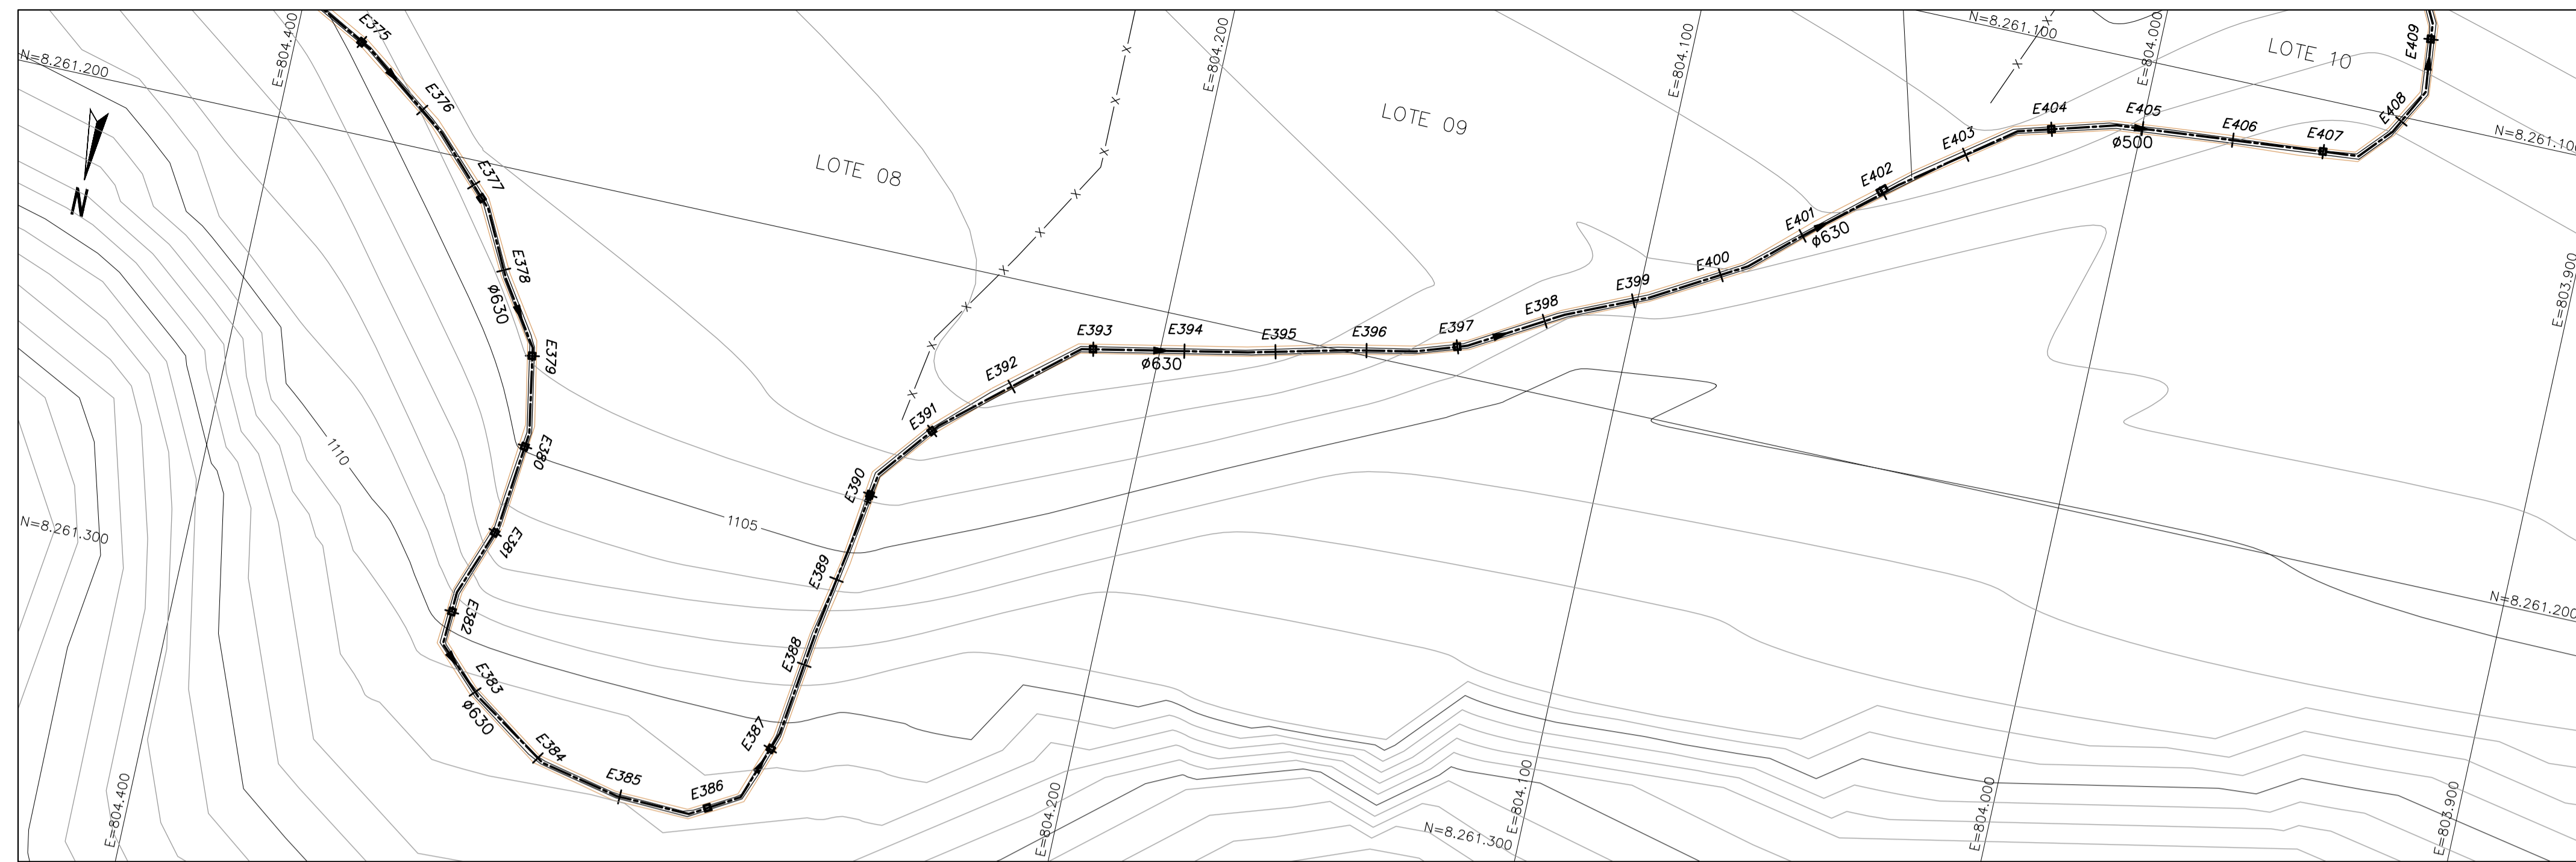 E=804.400
E=804.200
E=804.100
E=804.000
N=8.261.100
LOTE 10
E409
E375
N=8.261.200
E376
N
E377
LOTE 08
LOTE 09
E378
Ø630
E379
E380
E381
E382
E383
Ø630
E384
E385
E386
E387
E388
E389
E390
E391
E392
E393
E394
Ø630
E395
E396
E397
E398
E399
E400
E401
Ø630
E402
E403
E404
E405
Ø500
E406
E407
E408
N=8.261.100
E=803.900
1110
1105
N=8.261.300
N=8.261.200
E=804.400
E=804.200
E=804.100
N=8.261.300
E=804.000
E=803.900
X
X
X
X
X
X
X
X
X
X
X